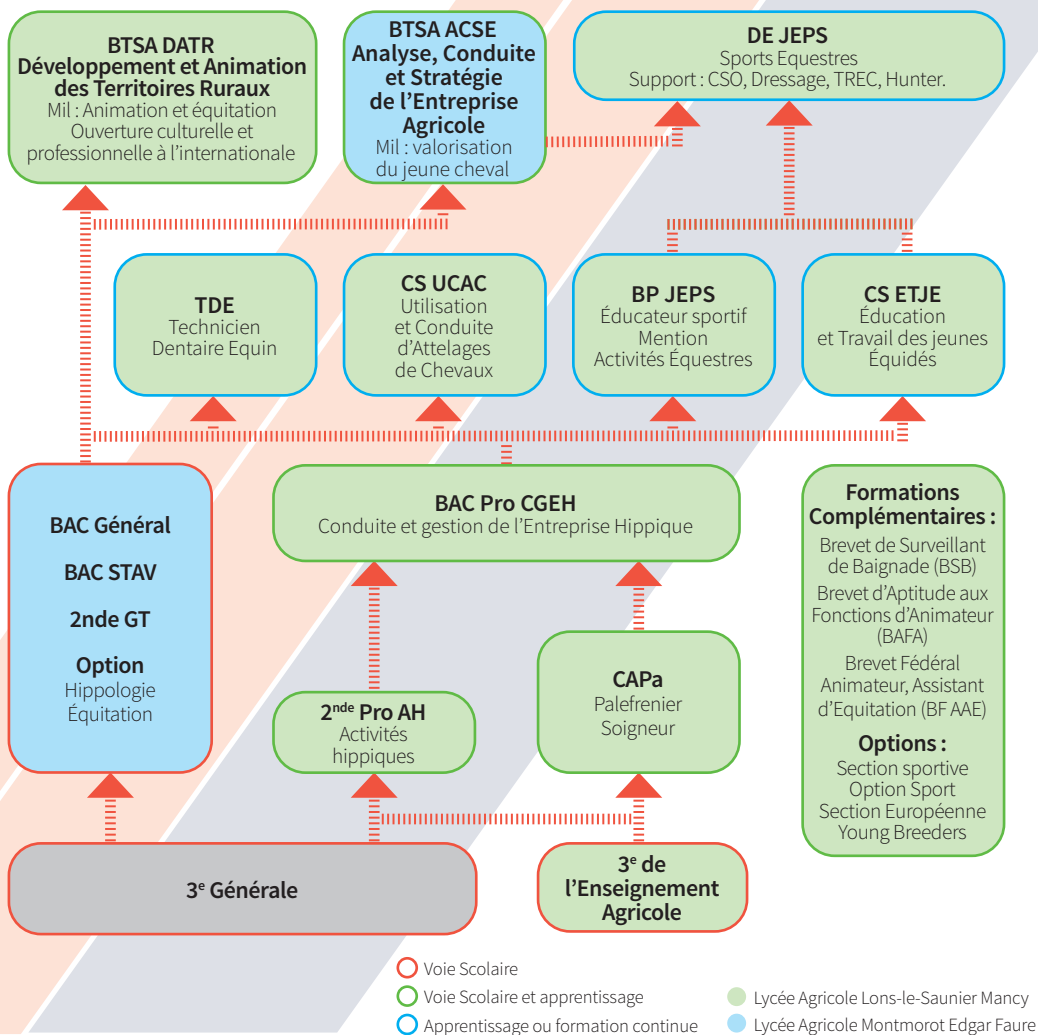 BTSA DATR
Développement et Animation
des Territoires Ruraux
Mil : Animation et équitation
Ouverture culturelle et
professionnelle à l'internationale
BTSA ACSE
Analyse, Conduite
et Stratégie
de l'Entreprise
Agricole
Mil : valorisation
du jeune cheval
DE JEPS
Sports Equestres
Support : CSO, Dressage, TREC, Hunter.
TDE
Technicien
Dentaire Equin
CS UCAC
Utilisation
et Conduite
d'Attelages
de Chevaux
BP JEPS
Éducateur sportif
Mention
Activités Équestres
CS ETJE
Éducation
et Travail des jeunes
Équidés
BAC Général
BAC STAV
2nde GT
Option
Hippologie
Équitation
BAC Pro CGEH
Conduite et gestion de l'Entreprise Hippique
2nde Pro AH
Activités
hippiques
CAPa
Palefrenier
Soigneur
Formations
Complémentaires :
Brevet de Surveillant
de Baignade (BSB)
Brevet d'Aptitude aux
Fonctions d'Animateur
(BAFA)
Brevet Fédéral
Animateur, Assistant
d'Equitation (BF AAE)
Options :
Section sportive
Option Sport
Section Européenne
Young Breeders
3e Générale
3e de
l'Enseignement
Agricole
Voie Scolaire
Voie Scolaire et apprentissage
Apprentissage ou formation continue
Lycée Agricole Lons-le-Saunier Mancy
Lycée Agricole Montmorot Edgar Faure